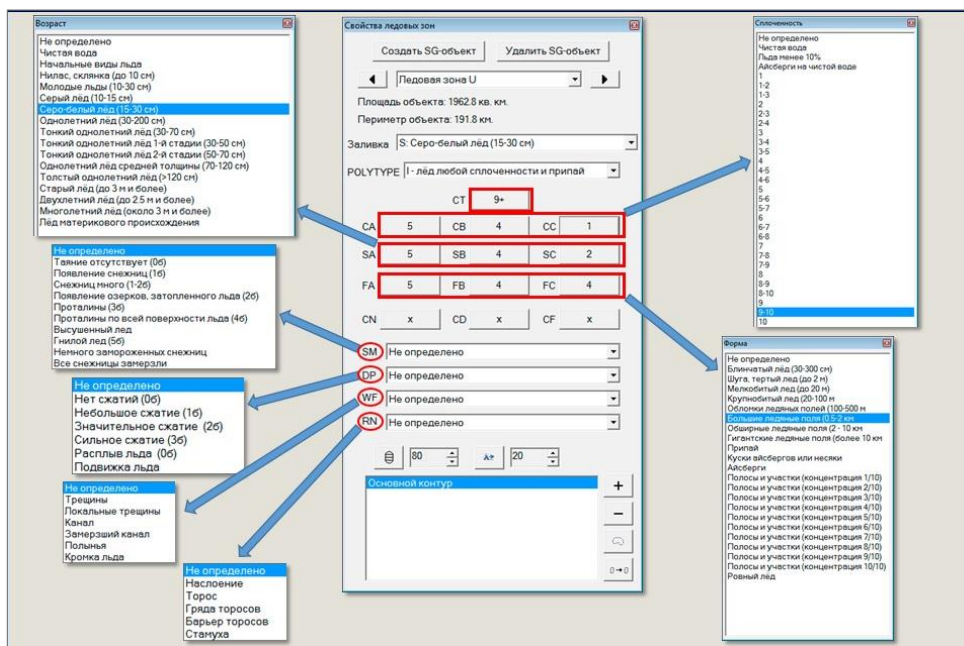 Возраст
Не определено
Чистая вода
Начальные виды льда
Нилас, склянка (до 10 см)
Молодые льды (10-30 см)
Серый лёд (10-15 см)
Серо-белый лёд (15-30 см)
Однолетний лёд (30-200 см)
Тонкий однолетний лёд (30-70 см)
Тонкий однолетний лёд 1-й стадии (30-50 см)
Тонкий однолетний лёд 2-й стадии (50-70 см)
Однолетний лёд средней толщины (70-120 см)
Толстый однолетний лёд (>120 см)
Старый лёд (до 3 м и более)
Двухлетний лёд (до 2.5 м и более)
Многолетний лёд (около 3 м и более)
Лёд материкового происхождения
Не определено
Таяние отсутствует (0б)
Появление снежниц (1б)
Снежниц много (1-2б)
Появление озерков, затопленного льда (2б)
Проталины (3б)
Проталины по всей поверхности льда (4б)
Высушенный лед
Гнилой лед (5б)
Немного замороженных снежниц
Все снежницы замерзли
Не определено
Нет сжатий (0б)
Небольшое сжатие (1б)
Значительное сжатие (2б)
Сильное сжатие (3б)
Расплыв льда (0б)
Подвижка льда
Не определено
Трещины
Локальные трещины
Канал
Замерзший канал
Полынья
Кромка льда
Не определено
Наслоение
Торос
Гряда торосов
Барьер торосов
Стамуха
Свойства ледовых зон
Создать SG-объект Удалить SG-объект
Ледовая зона U
Площадь объекта: 1962.8 кв. км.
Периметр объекта: 191.8 км.
Заливка S: Серо-белый лёд (15-30 см)
POLYTYPE I - лёд любой сплоченности и припай
CT 9+
CA 5 CB 4 CC 1
SA 5 SB 4 SC 2
FA 5 FB 4 FC 4
CN x CD x CF x
SM Не определено
DP Не определено
WF Не определено
RN Не определено
80 20
Основной контур
+
−
0→0
Сплоченность
Не определено
Чистая вода
Льда менее 10%
Айсберги на чистой воде
1
1-2
1-3
2
2-3
2-4
3
3-4
3-5
4
4-5
4-6
5
5-6
5-7
6
6-7
6-8
7
7-8
7-9
8
8-9
8-10
9
9-10
10
Форма
Не определено
Блинчатый лёд (30-300 см)
Шуга, тертый лед (до 2 м)
Мелкобитый лед (до 20 м)
Крупнобитый лед (20-100 м
Обломки ледяных полей (100-500 м
Большие ледяные поля (0.5-2 км
Обширные ледяные поля (2 - 10 км
Гигантские ледяные поля (более 10 км
Припай
Куски айсбергов или несяки
Айсберги
Полосы и участки (концентрация 1/10)
Полосы и участки (концентрация 2/10)
Полосы и участки (концентрация 3/10)
Полосы и участки (концентрация 4/10)
Полосы и участки (концентрация 5/10)
Полосы и участки (концентрация 6/10)
Полосы и участки (концентрация 7/10)
Полосы и участки (концентрация 8/10)
Полосы и участки (концентрация 9/10)
Полосы и участки (концентрация 10/10)
Ровный лёд